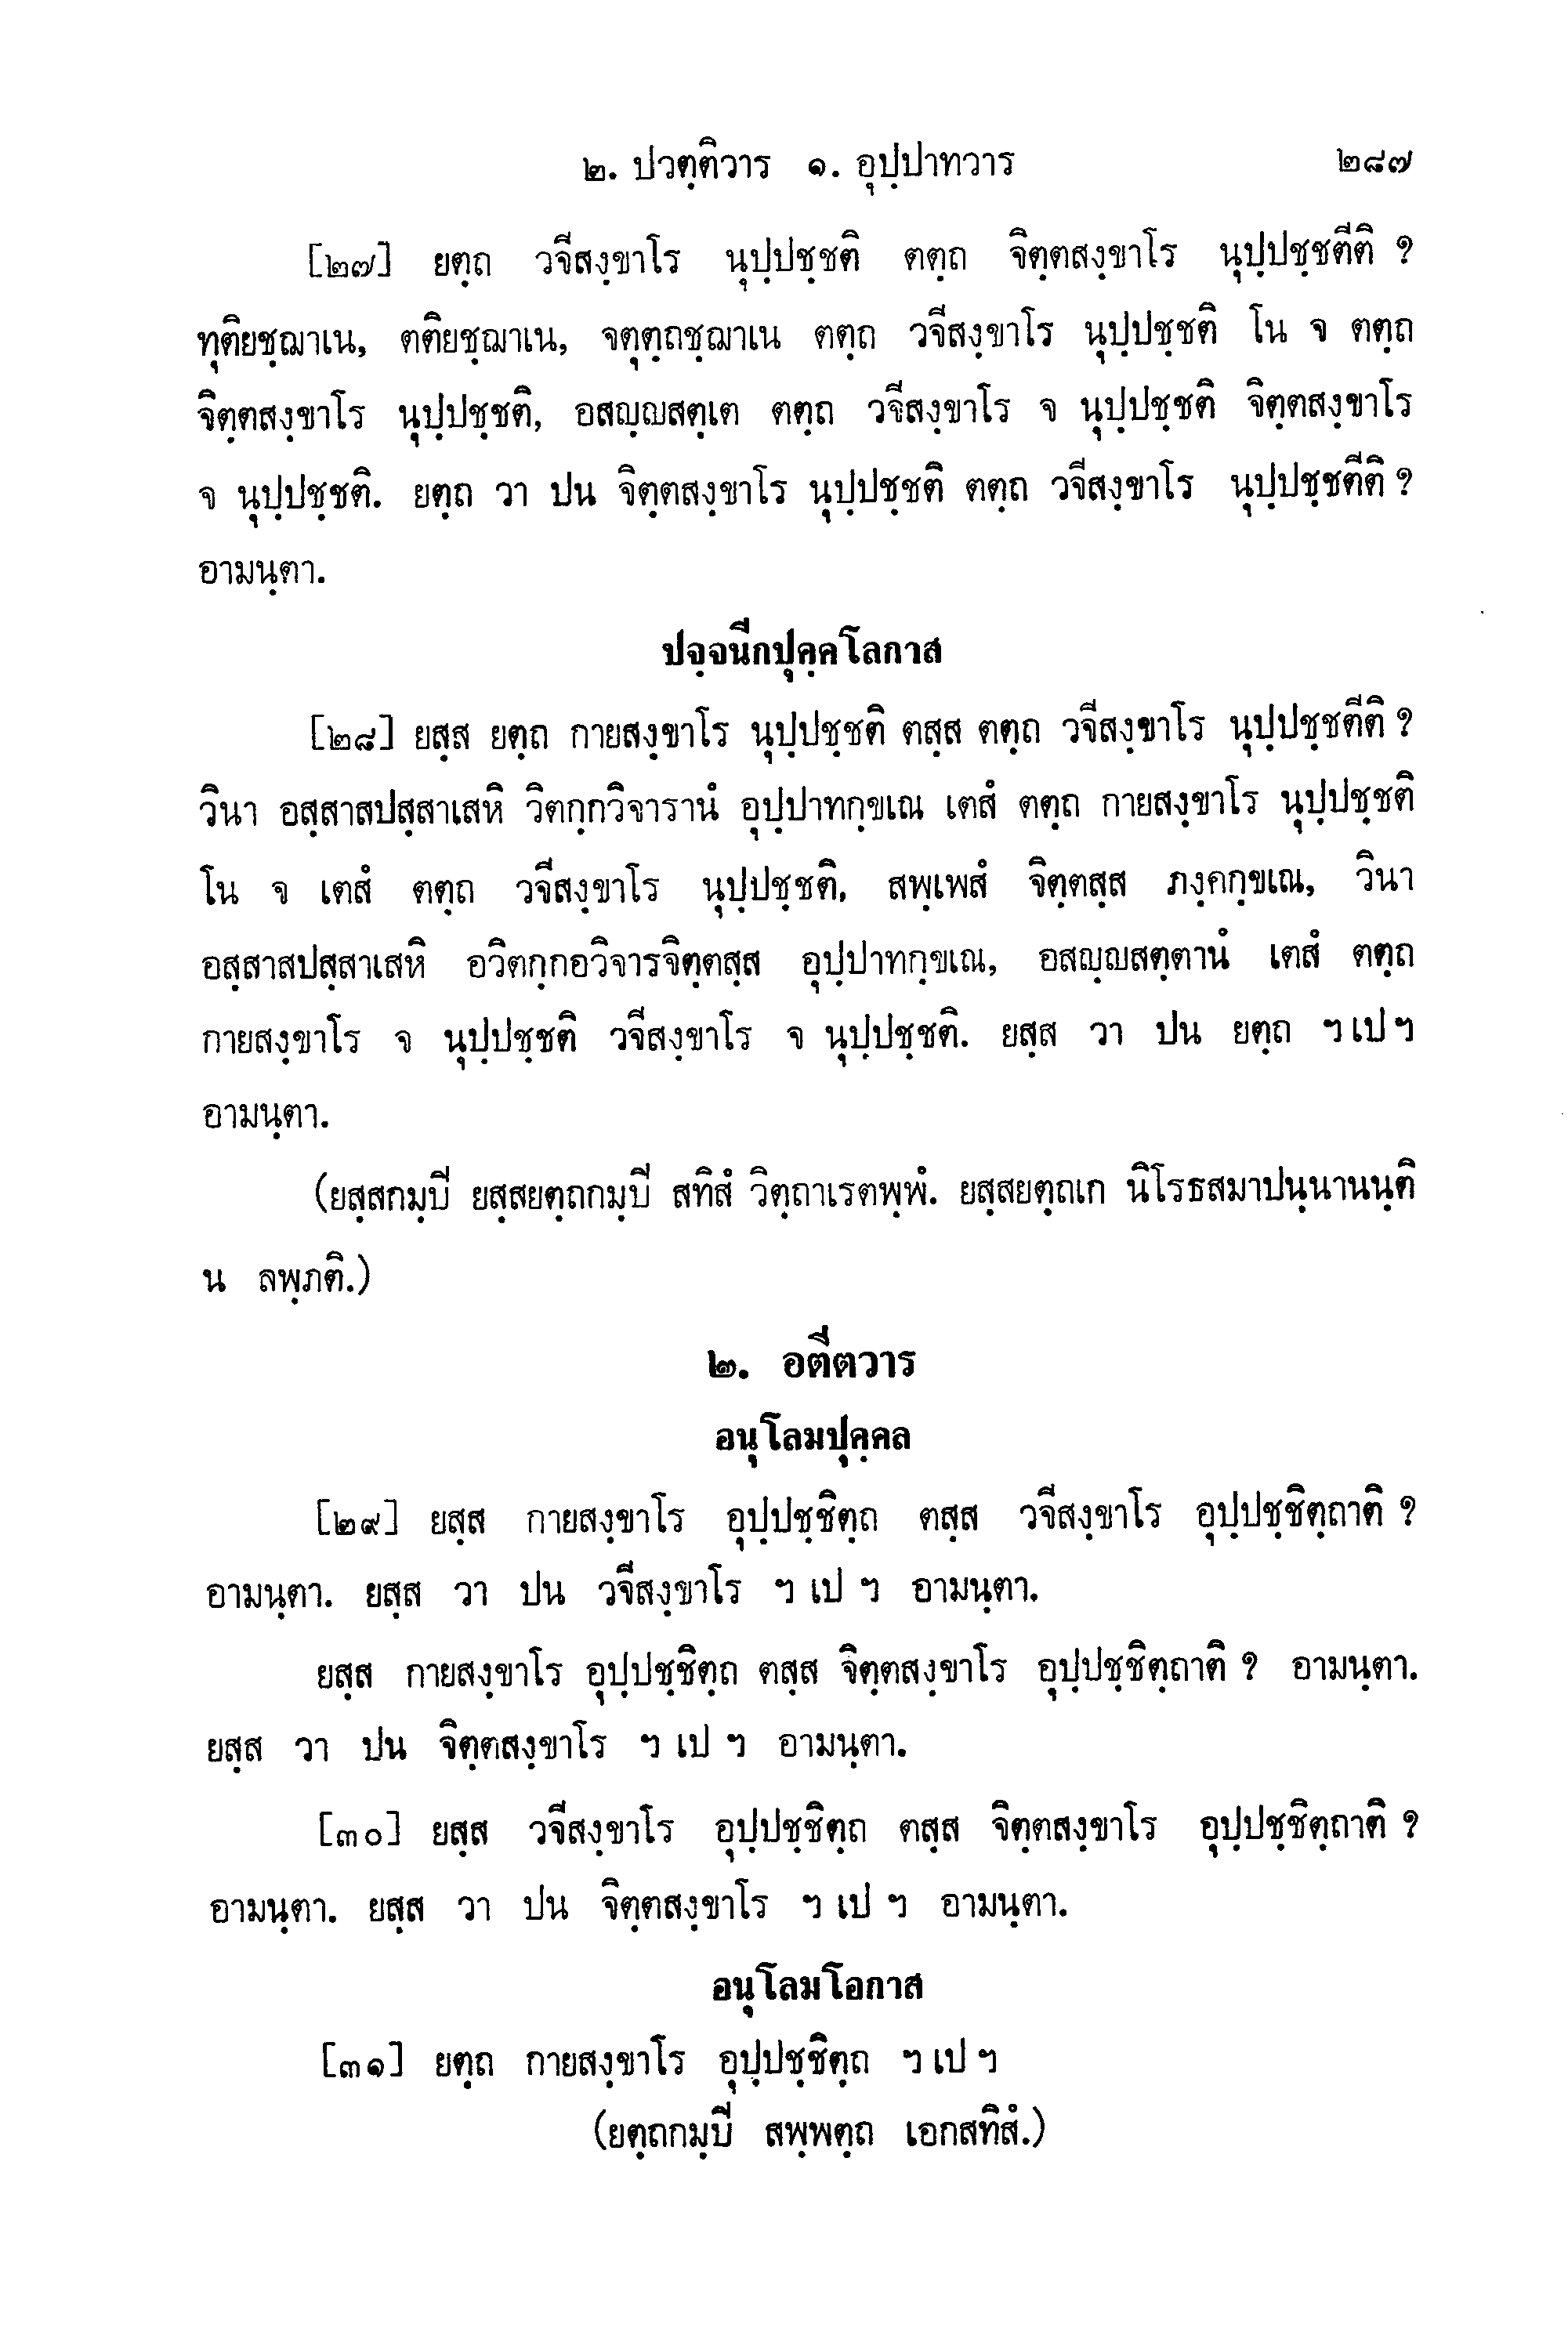 ๒. ปวตฺติวาร ๑. อุปฺปาทวาร ๒๘๗
[๒๗] ยตฺถ วจีสงฺขาโร นุปฺปชฺชติ ตตฺถ จิตฺตสงฺขาโร นุปฺปชฺชตีติ ?
ทุติยชฺฌาเน, ตติยชฺฌาเน, จตุตฺถชฺฌาเน ตตฺถ วจีสงฺขาโร นุปฺปชฺชติ โน จ ตตฺถ
จิตฺตสงฺขาโร นุปฺปชฺชติ, อสญฺญสตฺเต ตตฺถ วจีสงฺขาโร จ นุปฺปชฺชติ จิตฺตสงฺขาโร
จ นุปฺปชฺชติ. ยตฺถ วา ปน จิตฺตสงฺขาโร นุปฺปชฺชติ ตตฺถ วจีสงฺขาโร นุปฺปชฺชตีติ ?
อามนฺตา.
ปจฺจนีกปุคฺคโลกาส
[๒๘] ยสฺส ยตฺถ กายสงฺขาโร นุปฺปชฺชติ ตสฺส ตตฺถ วจีสงฺขาโร นุปฺปชฺชตีติ ?
วินา อสฺสาสปสฺสาเสหิ วิตกฺกวิจารานํ อุปฺปาทกฺขเณ เตสํ ตตฺถ กายสงฺขาโร นุปฺปชฺชติ
โน จ เตสํ ตตฺถ วจีสงฺขาโร นุปฺปชฺชติ, สพฺเพสํ จิตฺตสฺส ภงฺคกฺขเณ, วินา
อสฺสาสปสฺสาเสหิ อวิตกฺกอวิจารจิตฺตสฺส อุปฺปาทกฺขเณ, อสญฺญสตฺตานํ เตสํ ตตฺถ
กายสงฺขาโร จ นุปฺปชฺชติ วจีสงฺขาโร จ นุปฺปชฺชติ. ยสฺส วา ปน ยตฺถ ฯ เป ฯ
อามนฺตา.
(ยสฺสกมฺปี ยสฺสยตฺถกมฺปี สทิสํ วิตฺถาเรตพฺพํ. ยสฺสยตฺถเก นิโรธสมาปนฺนานนฺติ
น ลพฺภติ.)
๒. อตีตวาร
อนุโลมปุคฺคล
[๒๙] ยสฺส กายสงฺขาโร อุปฺปชฺชิตฺถ ตสฺส วจีสงฺขาโร อุปฺปชฺชิตฺถาติ ?
อามนฺตา. ยสฺส วา ปน วจีสงฺขาโร ฯ เป ฯ อามนฺตา.
ยสฺส กายสงฺขาโร อุปฺปชฺชิตฺถ ตสฺส จิตฺตสงฺขาโร อุปฺปชฺชิตฺถาติ ? อามนฺตา.
ยสฺส วา ปน จิตฺตสงฺขาโร ฯ เป ฯ อามนฺตา.
[๓๐] ยสฺส วจีสงฺขาโร อุปฺปชฺชิตฺถ ตสฺส จิตฺตสงฺขาโร อุปฺปชฺชิตฺถาติ ?
อามนฺตา. ยสฺส วา ปน จิตฺตสงฺขาโร ฯ เป ฯ อามนฺตา.
อนุโลมโอกาส
[๓๑] ยตฺถ กายสงฺขาโร อุปฺปชฺชิตฺถ ฯ เป ฯ
(ยตฺถกมฺปี สพฺพตฺถ เอกสทิสํ.)